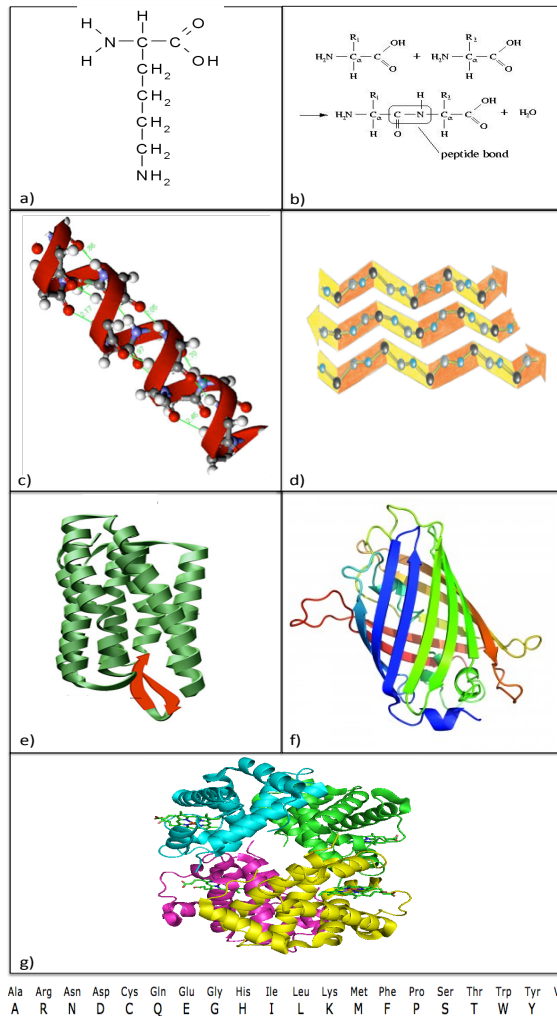 H
H
N
C
C
O
H
OH
CH2
CH2
CH2
CH2
NH2
a)
R1
OH
H2N
Cα
C
O
H
+
R2
OH
H2N
Cα
C
O
H
R1
H
R2
OH
H2N
Cα
C
N
Cα
C
O
H
O
H
+ H2O
peptide bond
b)
c)
d)
e)
f)
g)
Ala Arg Asn Asp Cys Gln Glu Gly His Ile Leu Lys Met Phe Pro Ser Thr Trp Tyr V
A R N D C Q E G H I L K M F P S T W Y